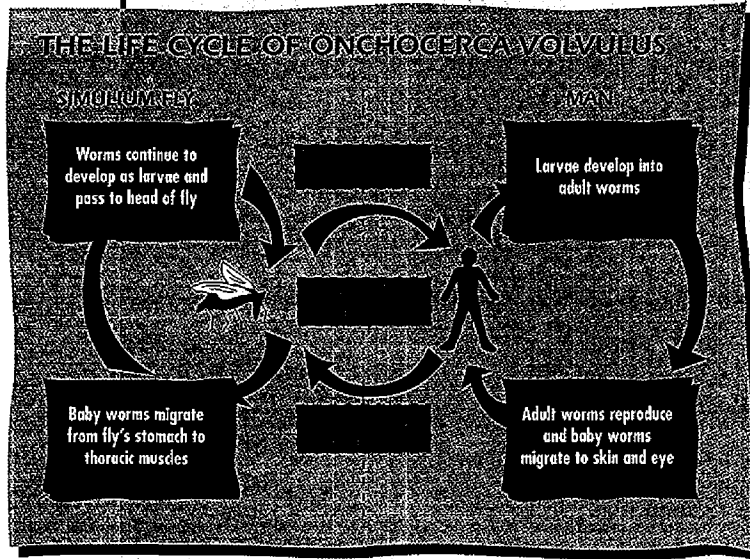 THE LIFE CYCLE OF ONCHOCERCA VOLVULUS
SIMULIUM FLY
MAN
Worms continue to
develop as larvae and
pass to head of fly
Larvae develop into
adult worms
Baby worms migrate
from fly's stomach to
thoracic muscles
Adult worms reproduce
and baby worms
migrate to skin and eye